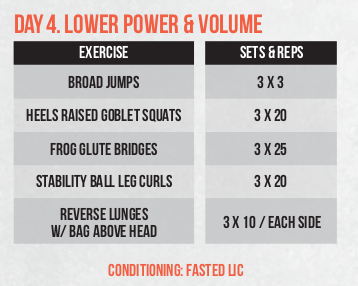 DAY 4. LOWER POWER & VOLUME
EXERCISE SETS & REPS
BROAD JUMPS 3 X 3
HEELS RAISED GOBLET SQUATS 3 X 20
FROG GLUTE BRIDGES 3 X 25
STABILITY BALL LEG CURLS 3 X 20
REVERSE LUNGES
W/ BAG ABOVE HEAD 3 X 10 / EACH SIDE
CONDITIONING: FASTED LIC